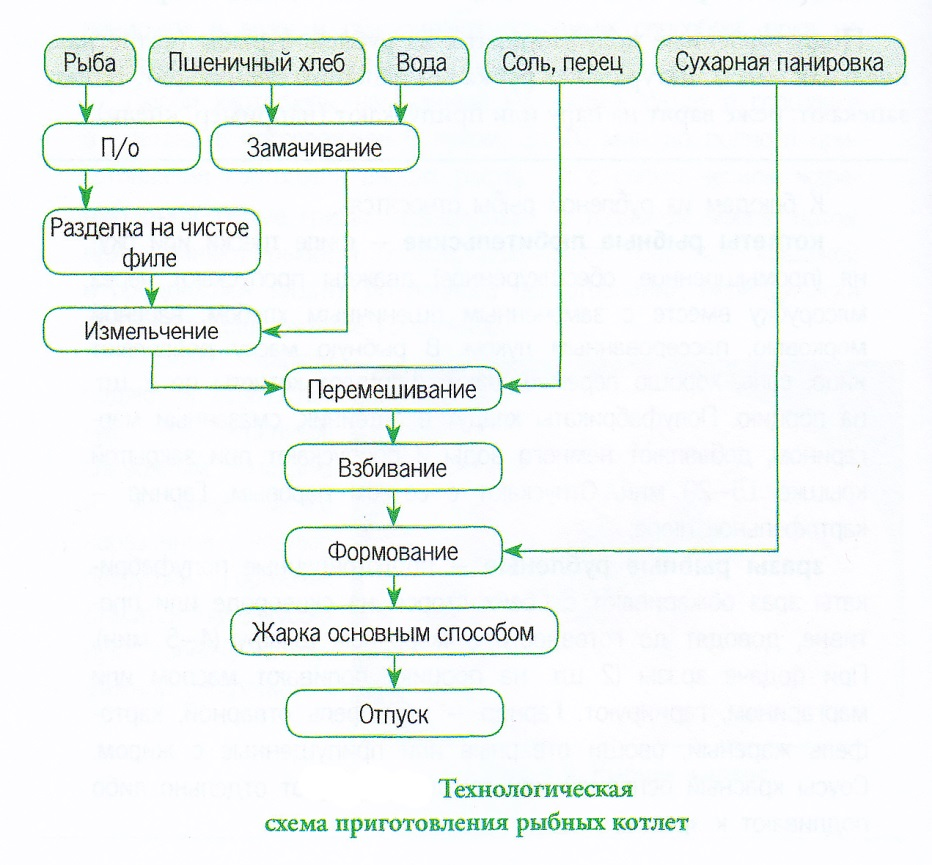 Рыба
Пшеничный хлеб
Вода
Соль, перец
Сухарная панировка
П/о
Замачивание
Разделка на чистое
филе
Измельчение
Перемешивание
Взбивание
Формование
Жарка основным способом
Отпуск
Технологическая
схема приготовления рыбных котлет